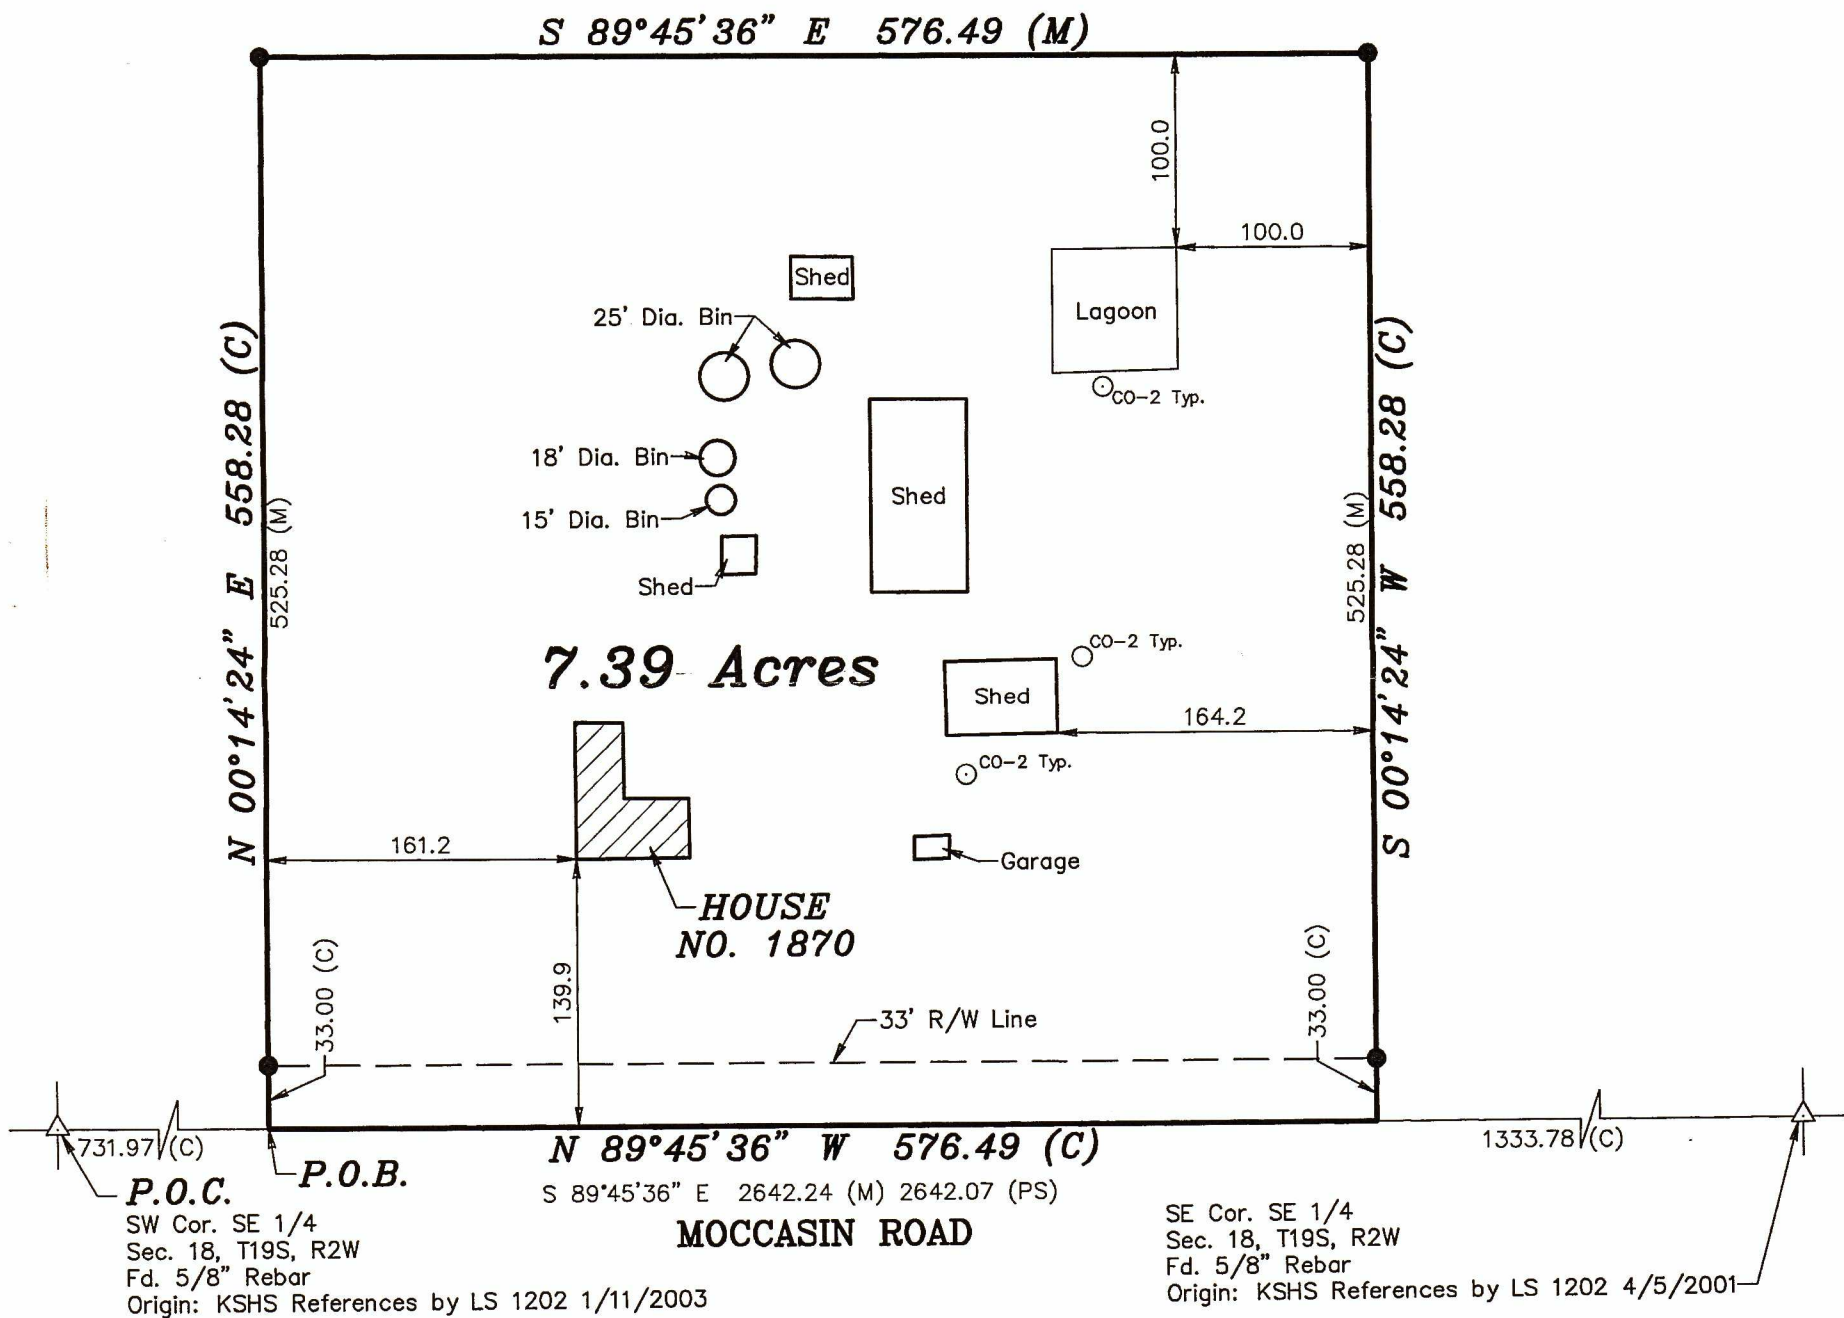 S 89°45'36" E 576.49 (M)
100.0
100.0
Shed
25' Dia. Bin
Lagoon
CO-2 Typ.
N 00°14'24" E 558.28 (C)
525.28 (M)
S 00°14'24" W 558.28 (C)
525.28 (M)
18' Dia. Bin
15' Dia. Bin
Shed
Shed
7.39 Acres
CO-2 Typ.
Shed
164.2
CO-2 Typ.
161.2
Garage
HOUSE
NO. 1870
139.9
33.00 (C)
33.00 (C)
33' R/W Line
731.97 (C)
N 89°45'36" W 576.49 (C)
1333.78 (C)
P.O.B.
P.O.C.
S 89°45'36" E 2642.24 (M) 2642.07 (PS)
MOCCASIN ROAD
SW Cor. SE 1/4
Sec. 18, T19S, R2W
Fd. 5/8" Rebar
Origin: KSHS References by LS 1202 1/11/2003
SE Cor. SE 1/4
Sec. 18, T19S, R2W
Fd. 5/8" Rebar
Origin: KSHS References by LS 1202 4/5/2001